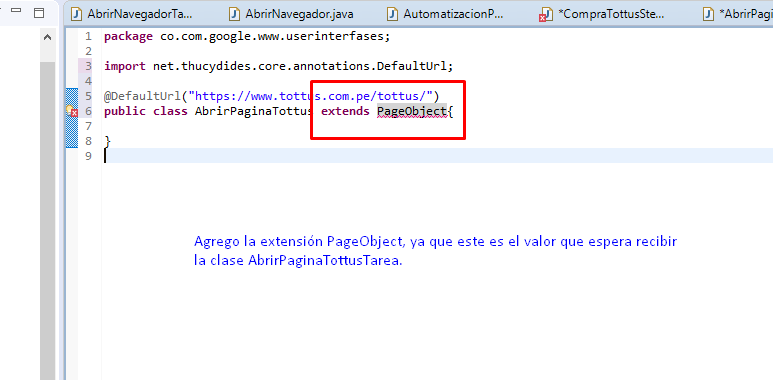 AbrirNavegadorTa...
AbrirNavegador.java
AutomatizacionP...
*CompraTottusSte...
*AbrirPagi
1 package co.com.google.www.userinterfases;
2
3 import net.thucydides.core.annotations.DefaultUrl;
4
5 @DefaultUrl("https://www.tottus.com.pe/tottus/")
6 public class AbrirPaginaTottus extends PageObject{
7
8 }
9
Agrego la extensión PageObject, ya que este es el valor que espera recibir
la clase AbrirPaginaTottusTarea.